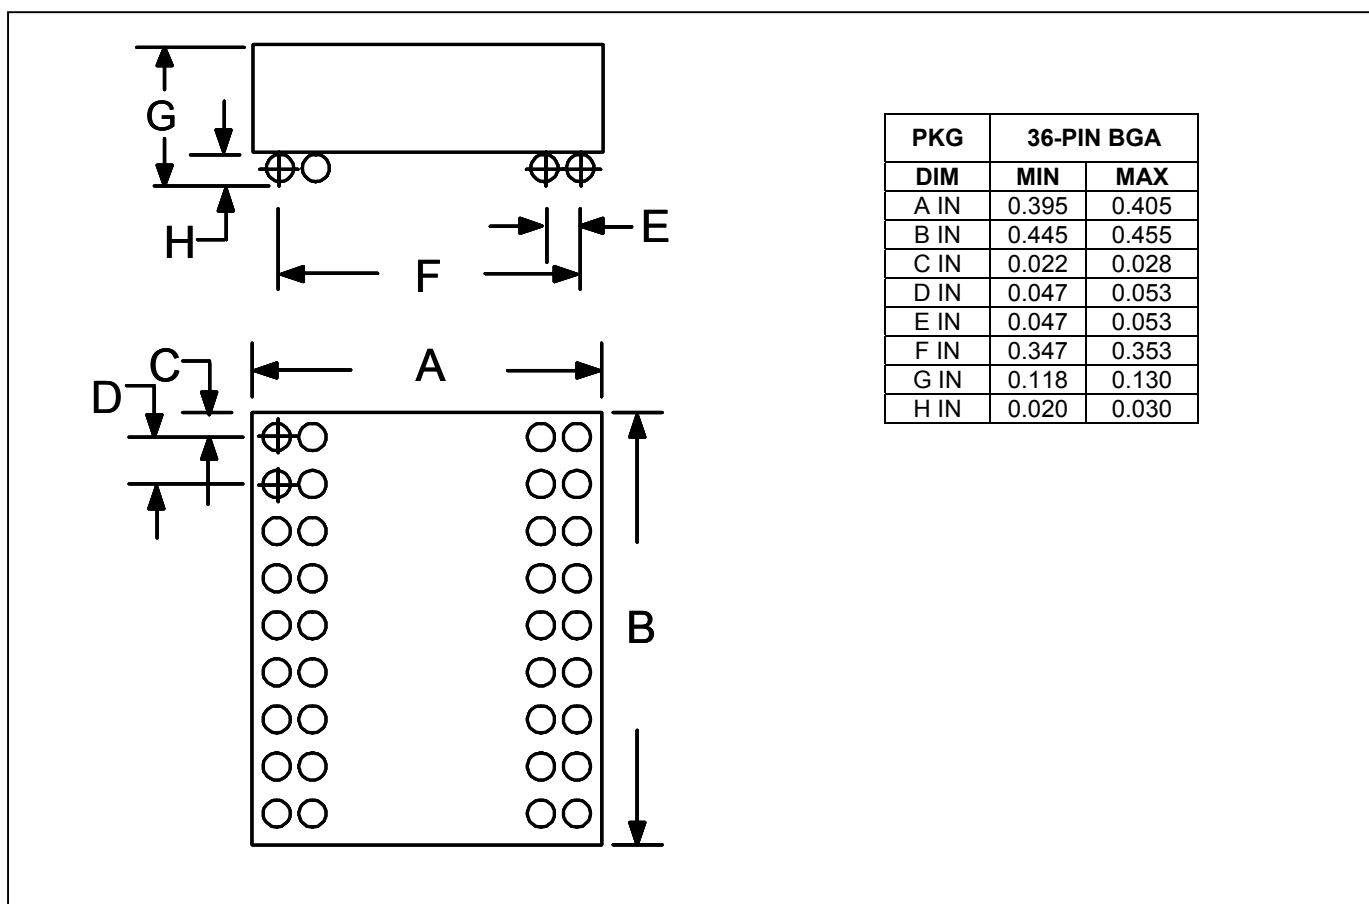 G
H
E
F
C
A
D
B
PKG 36-PIN BGA
DIM MIN MAX
A IN 0.395 0.405
B IN 0.445 0.455
C IN 0.022 0.028
D IN 0.047 0.053
E IN 0.047 0.053
F IN 0.347 0.353
G IN 0.118 0.130
H IN 0.020 0.030